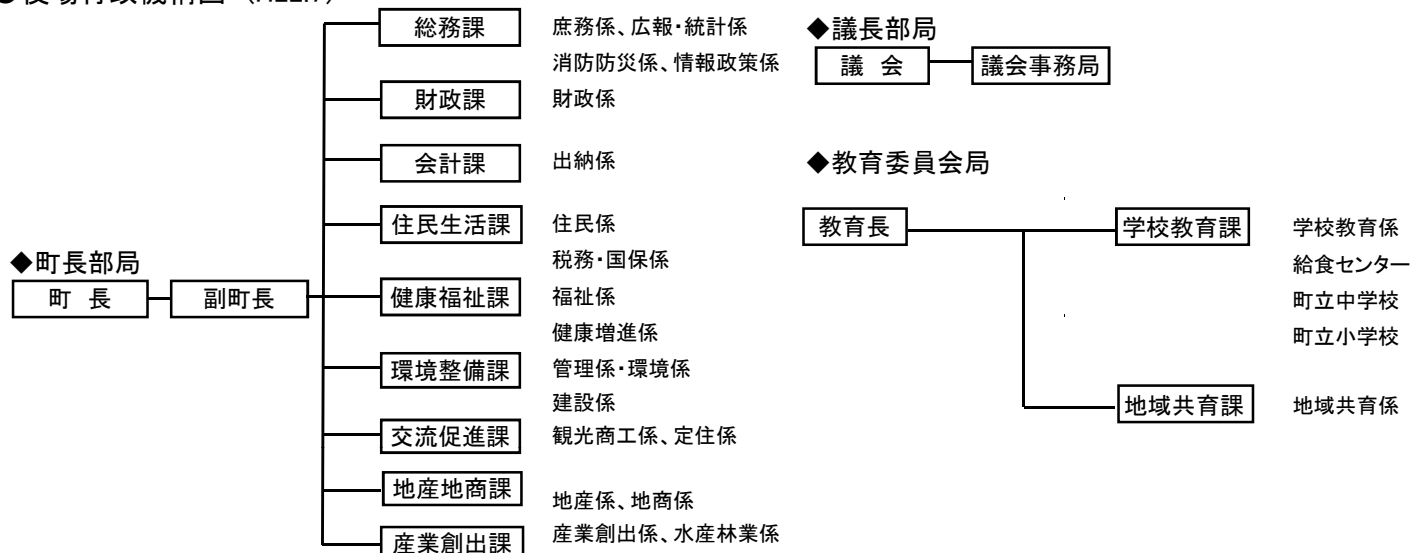 ◆議長部局
議 会
議会事務局
総務課
庶務係、広報・統計係
消防防災係、情報政策係
財政課
財政係
会計課
出納係
住民生活課
住民係
税務・国保係
◆町長部局
町 長
副町長
健康福祉課
福祉係
健康増進係
環境整備課
管理係・環境係
建設係
交流促進課
観光商工係、定住係
地産地商課
地産係、地商係
産業創出課
産業創出係、水産林業係
◆教育委員会局
教育長
学校教育課
学校教育係
給食センター
町立中学校
町立小学校
地域共育課
地域共育係